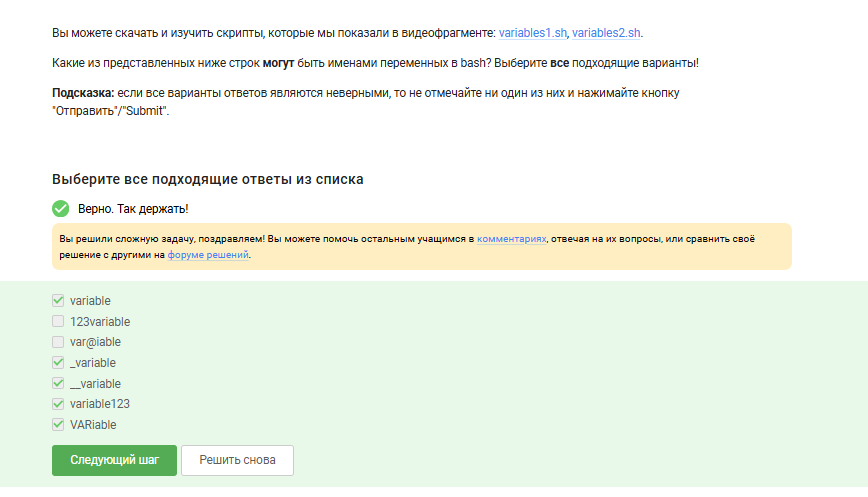 Вы можете скачать и изучить скрипты, которые мы показали в видеофрагменте: variables1.sh, variables2.sh.
Какие из представленных ниже строк могут быть именами переменных в bash? Выберите все подходящие варианты!
Подсказка: если все варианты ответов являются неверными, то не отмечайте ни один из них и нажимайте кнопку
"Отправить"/"Submit".
Выберите все подходящие ответы из списка
Верно. Так держать!
Вы решили сложную задачу, поздравляем! Вы можете помочь остальным учащимся в комментариях, отвечая на их вопросы, или сравнить своё
решение с другими на форуме решений.
variable
123variable
var@iable
_variable
__variable
variable123
VARiable
Следующий шаг
Решить снова